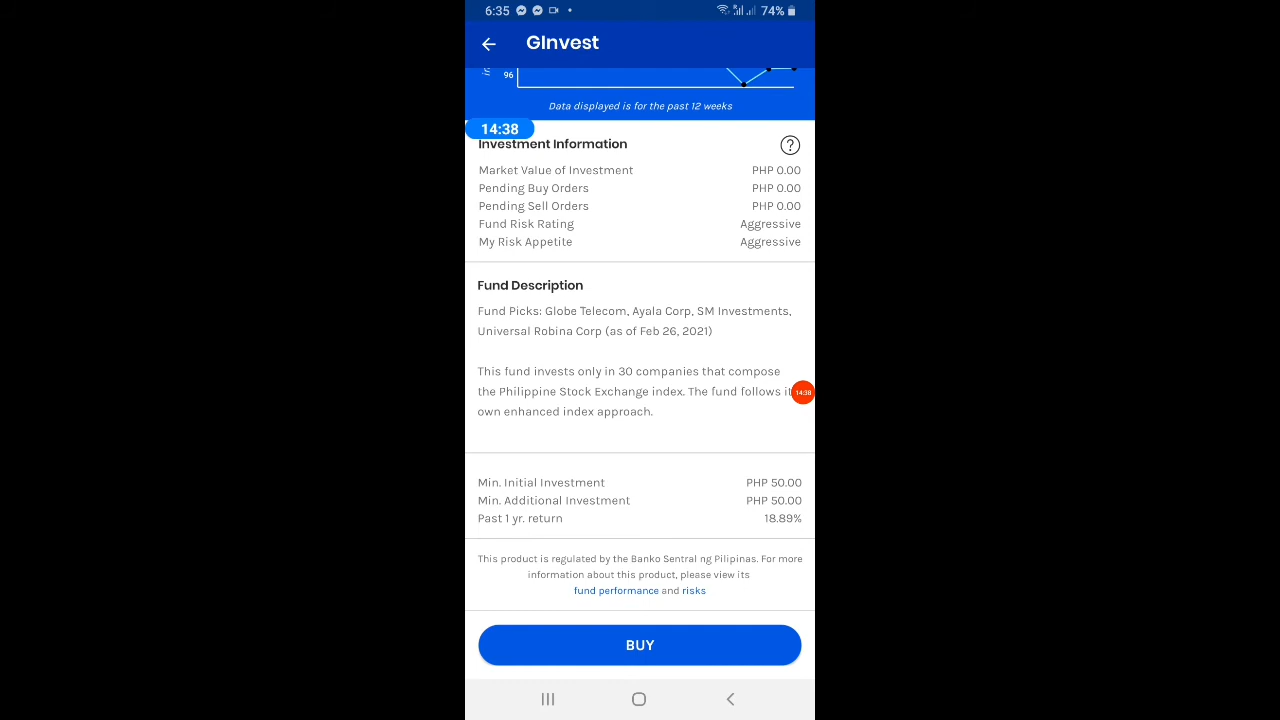 6:35 74%
GInvest
96
Data displayed is for the past 12 weeks
14:38
Investment Information ?
Market Value of Investment PHP 0.00
Pending Buy Orders PHP 0.00
Pending Sell Orders PHP 0.00
Fund Risk Rating Aggressive
My Risk Appetite Aggressive
Fund Description
Fund Picks: Globe Telecom, Ayala Corp, SM Investments,
Universal Robina Corp (as of Feb 26, 2021)
This fund invests only in 30 companies that compose
the Philippine Stock Exchange index. The fund follows
14:38
own enhanced index approach.
Min. Initial Investment PHP 50.00
Min. Additional Investment PHP 50.00
Past 1 yr. return 18.89%
This product is regulated by the Banko Sentral ng Pilipinas. For more
information about this product, please view its
fund performance and risks
BUY